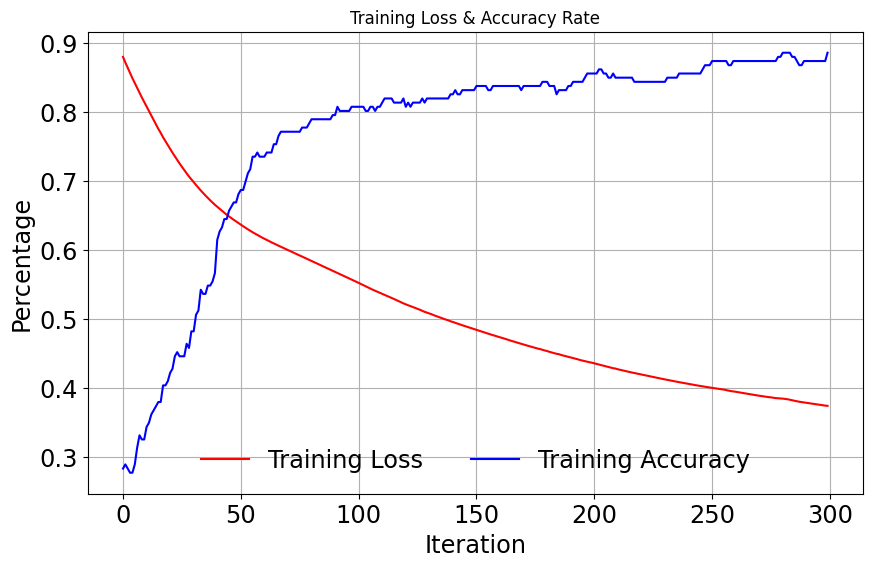 Training Loss & Accuracy Rate
0.9
0.8
0.7
0.6
0.5
0.4
0.3
Percentage
Training Loss Training Accuracy
0 50 100 150 200 250 300
Iteration